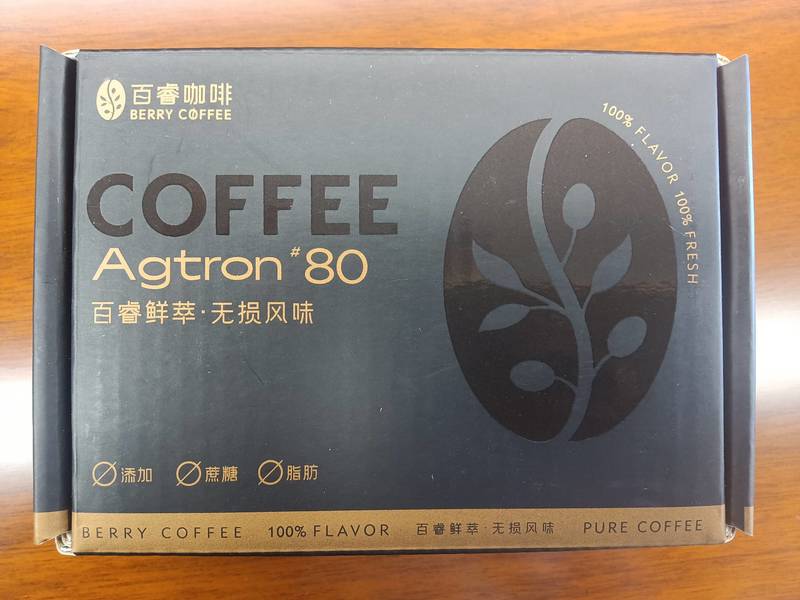 百睿咖啡
BERRY COFFEE
100% FLAVOR 100% FRESH
COFFEE
Agtron #80
百睿鲜萃·无损风味
添加 蔗糖 脂肪
BERRY COFFEE 100% FLAVOR 百睿鲜萃·无损风味 PURE COFFEE